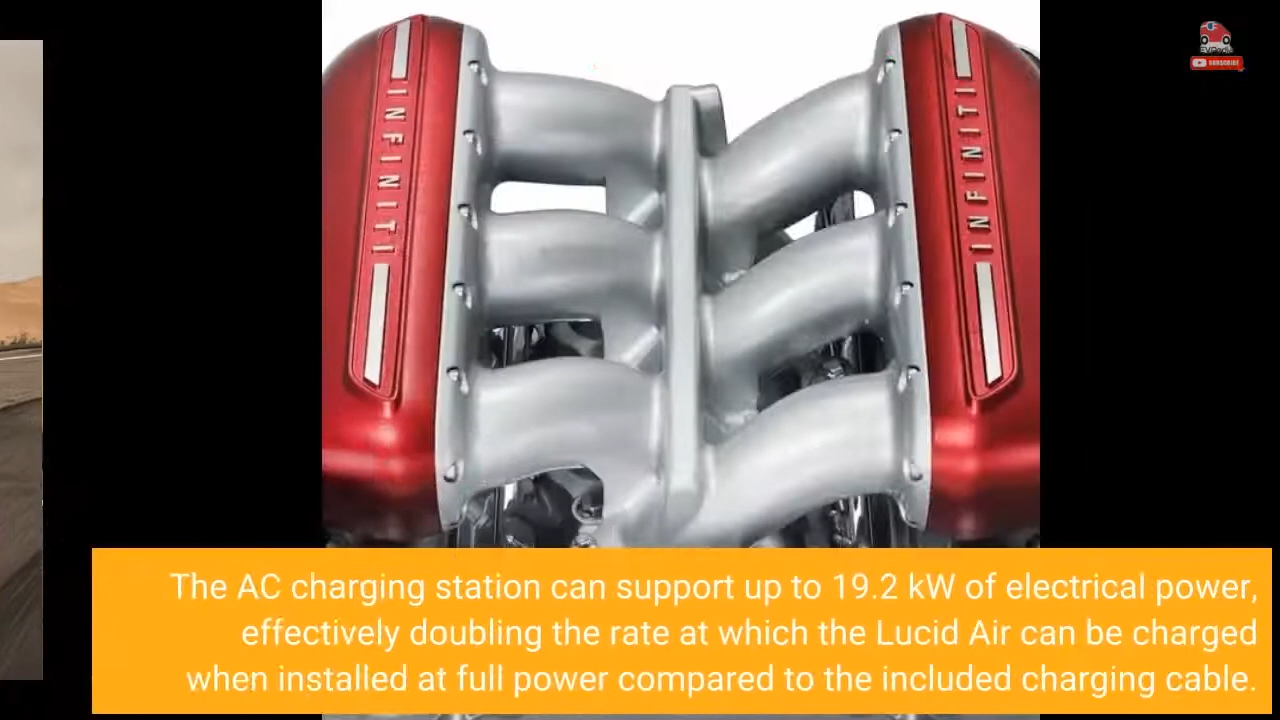 INFINITI
INFINITI
SUBSCRIBE
The AC charging station can support up to 19.2 kW of electrical power,
effectively doubling the rate at which the Lucid Air can be charged
when installed at full power compared to the included charging cable.